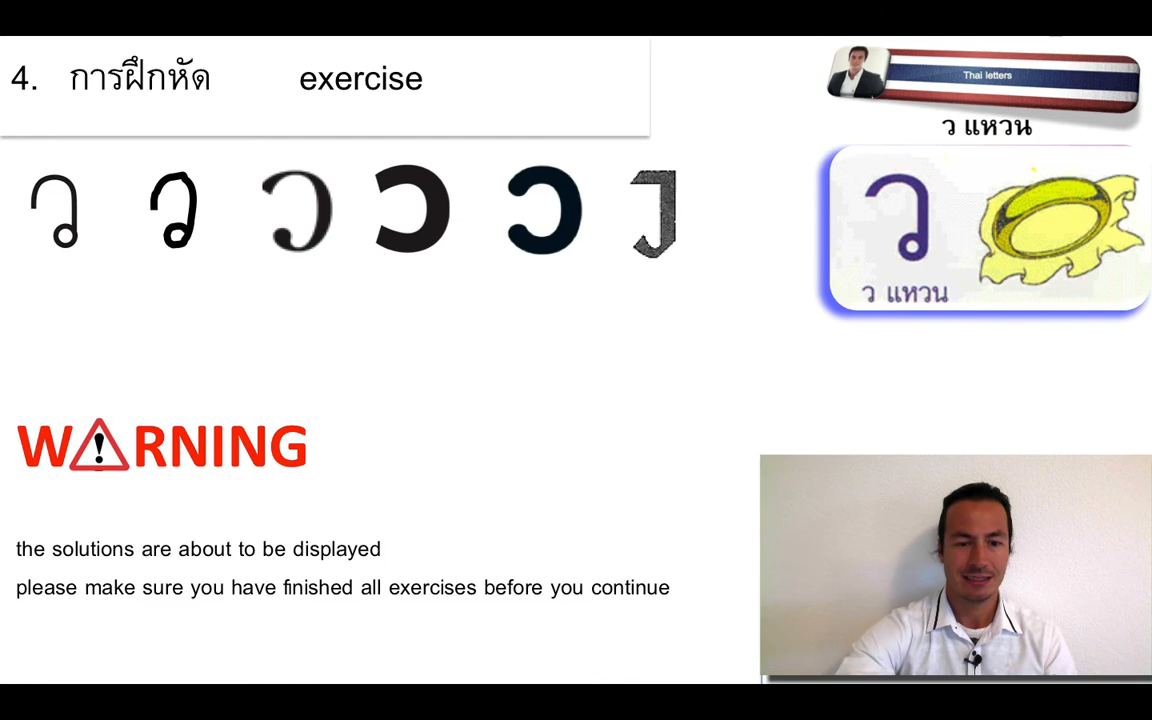 4. การฝึกหัด exercise
Thai letters
ว แหวน
ว ว ว ว ว ว
ว
ว แหวน
WARNING
the solutions are about to be displayed
please make sure you have finished all exercises before you continue